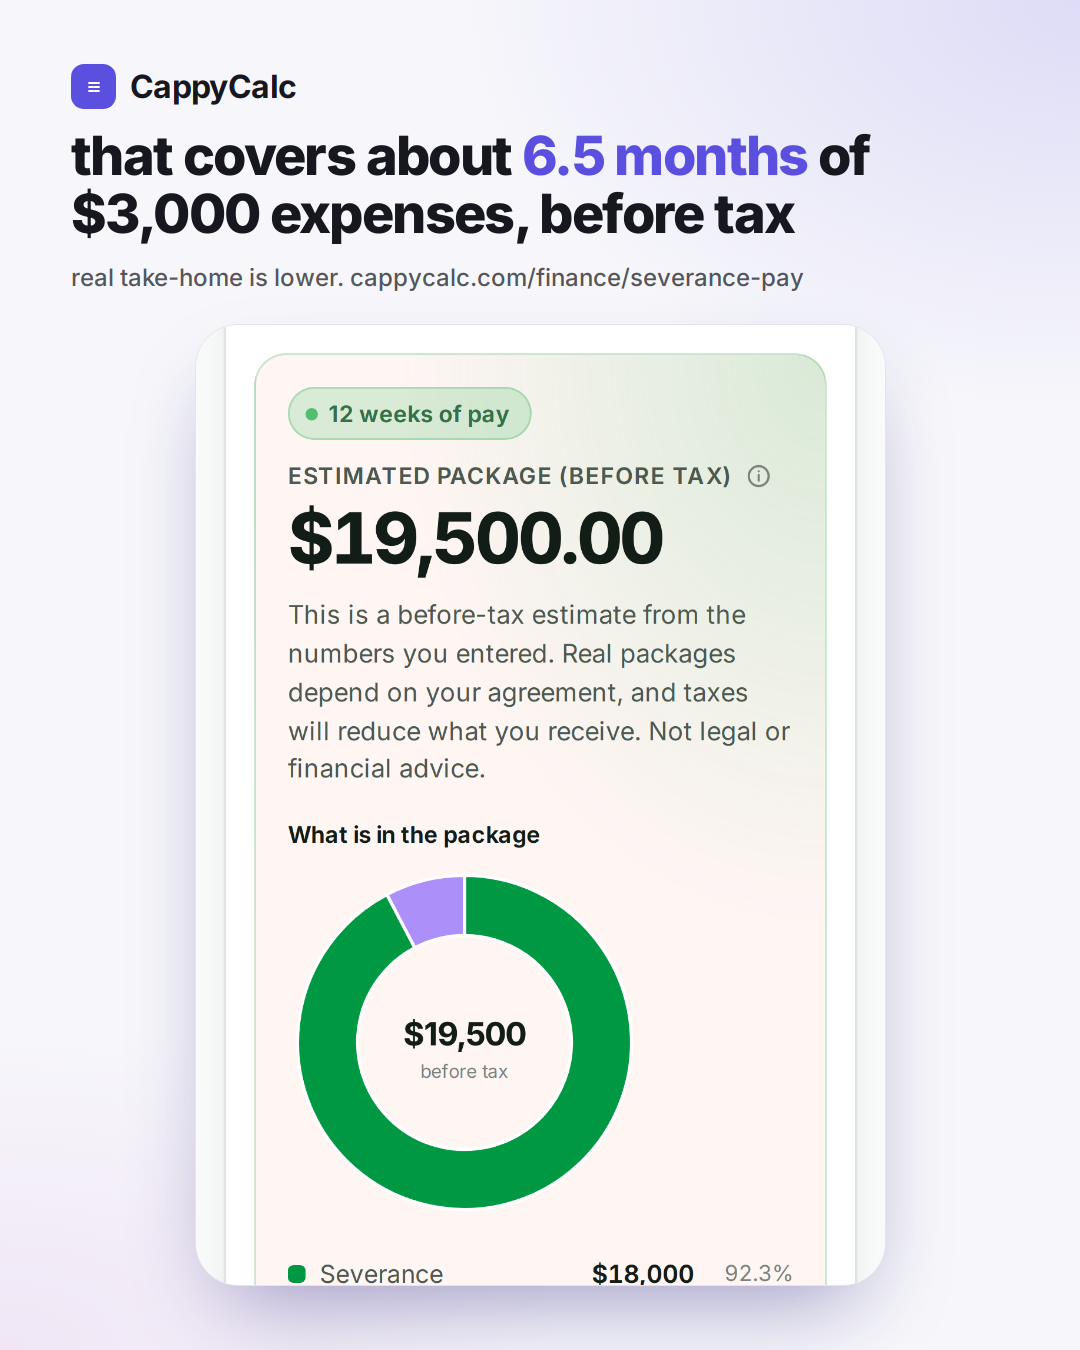 CappyCalc
that covers about 6.5 months of
$3,000 expenses, before tax
real take-home is lower. cappycalc.com/finance/severance-pay
12 weeks of pay
ESTIMATED PACKAGE (BEFORE TAX)
$19,500.00
This is a before-tax estimate from the
numbers you entered. Real packages
depend on your agreement, and taxes
will reduce what you receive. Not legal or
financial advice.
What is in the package
$19,500
before tax
Severance $18,000 92.3%